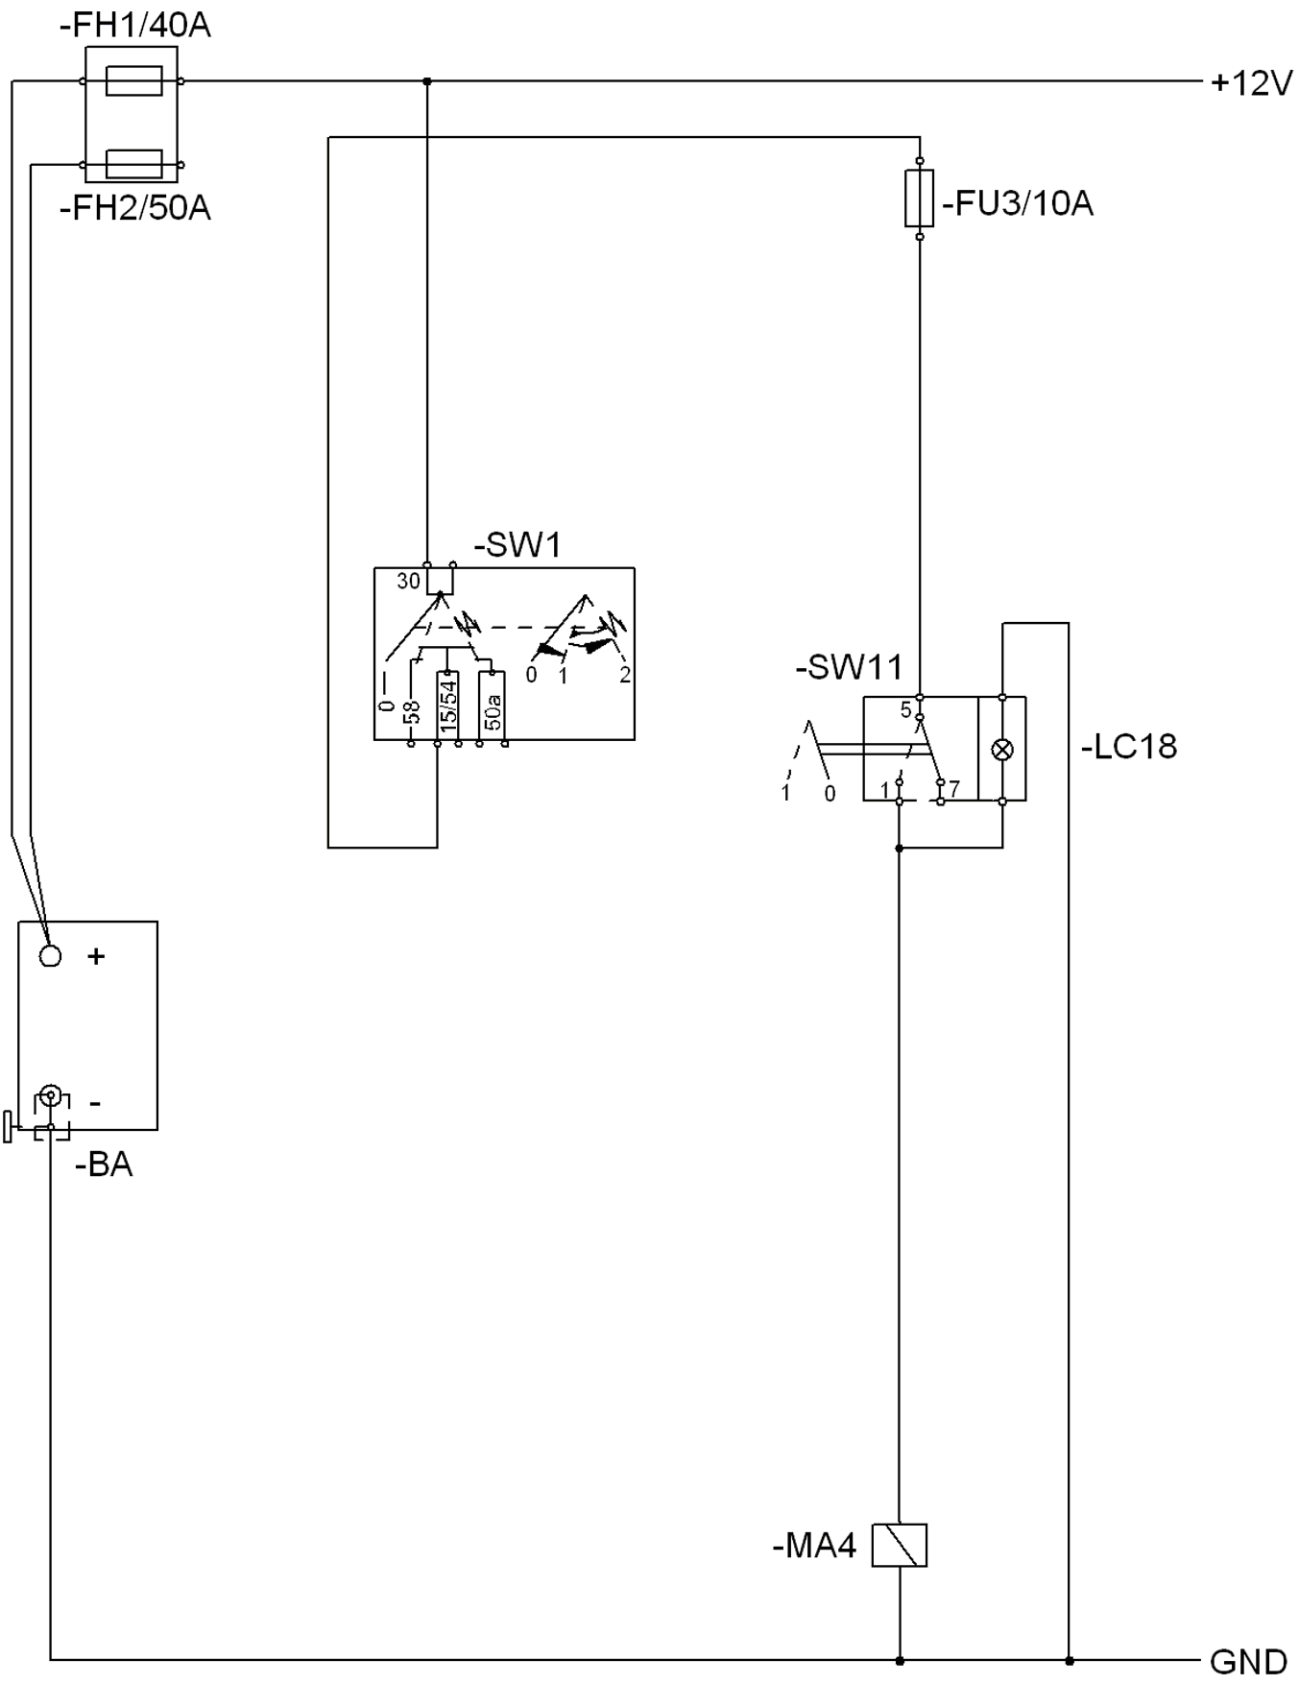 -FH1/40A
+12V
-FH2/50A
-FU3/10A
-SW1
30
0 1 2
0
58
15/54
50a
-SW11
5
-LC18
1 0
1 7
+
-
-BA
-MA4
GND